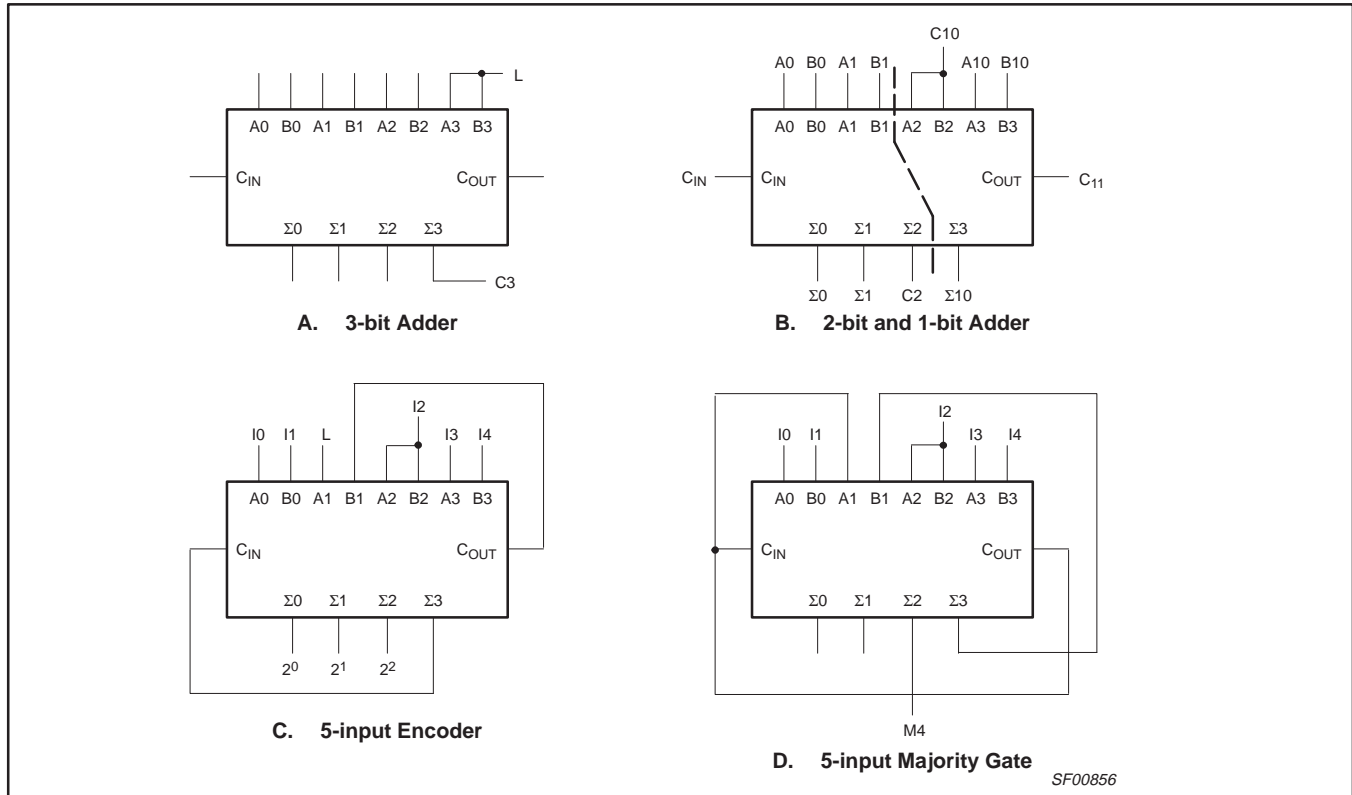 L
A0 B0 A1 B1 A2 B2 A3 B3
CIN COUT
Σ0 Σ1 Σ2 Σ3
C3
A. 3-bit Adder
C10
A0 B0 A1 B1 A10 B10
A0 B0 A1 B1 A2 B2 A3 B3
CIN CIN COUT C11
Σ0 Σ1 Σ2 Σ3
Σ0 Σ1 C2 Σ10
B. 2-bit and 1-bit Adder
I2
I0 I1 L I3 I4
A0 B0 A1 B1 A2 B2 A3 B3
CIN COUT
Σ0 Σ1 Σ2 Σ3
2⁰ 2¹ 2²
C. 5-input Encoder
I2
I0 I1 I3 I4
A0 B0 A1 B1 A2 B2 A3 B3
CIN COUT
Σ0 Σ1 Σ2 Σ3
M4
D. 5-input Majority Gate
SF00856